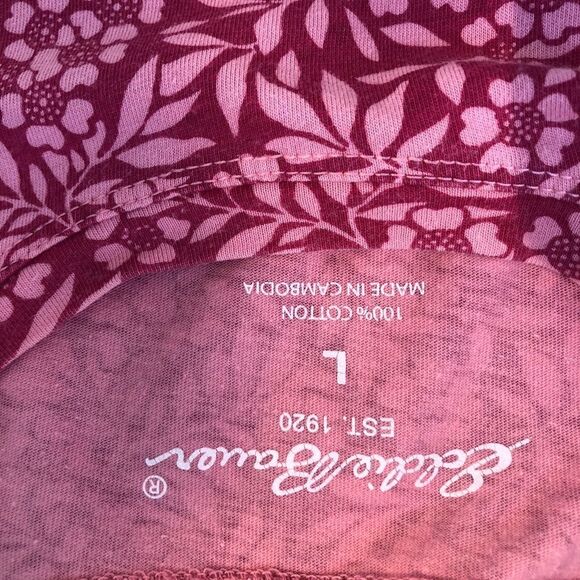 Eddie Bauer®
EST. 1920
L
100% COTTON
MADE IN CAMBODIA